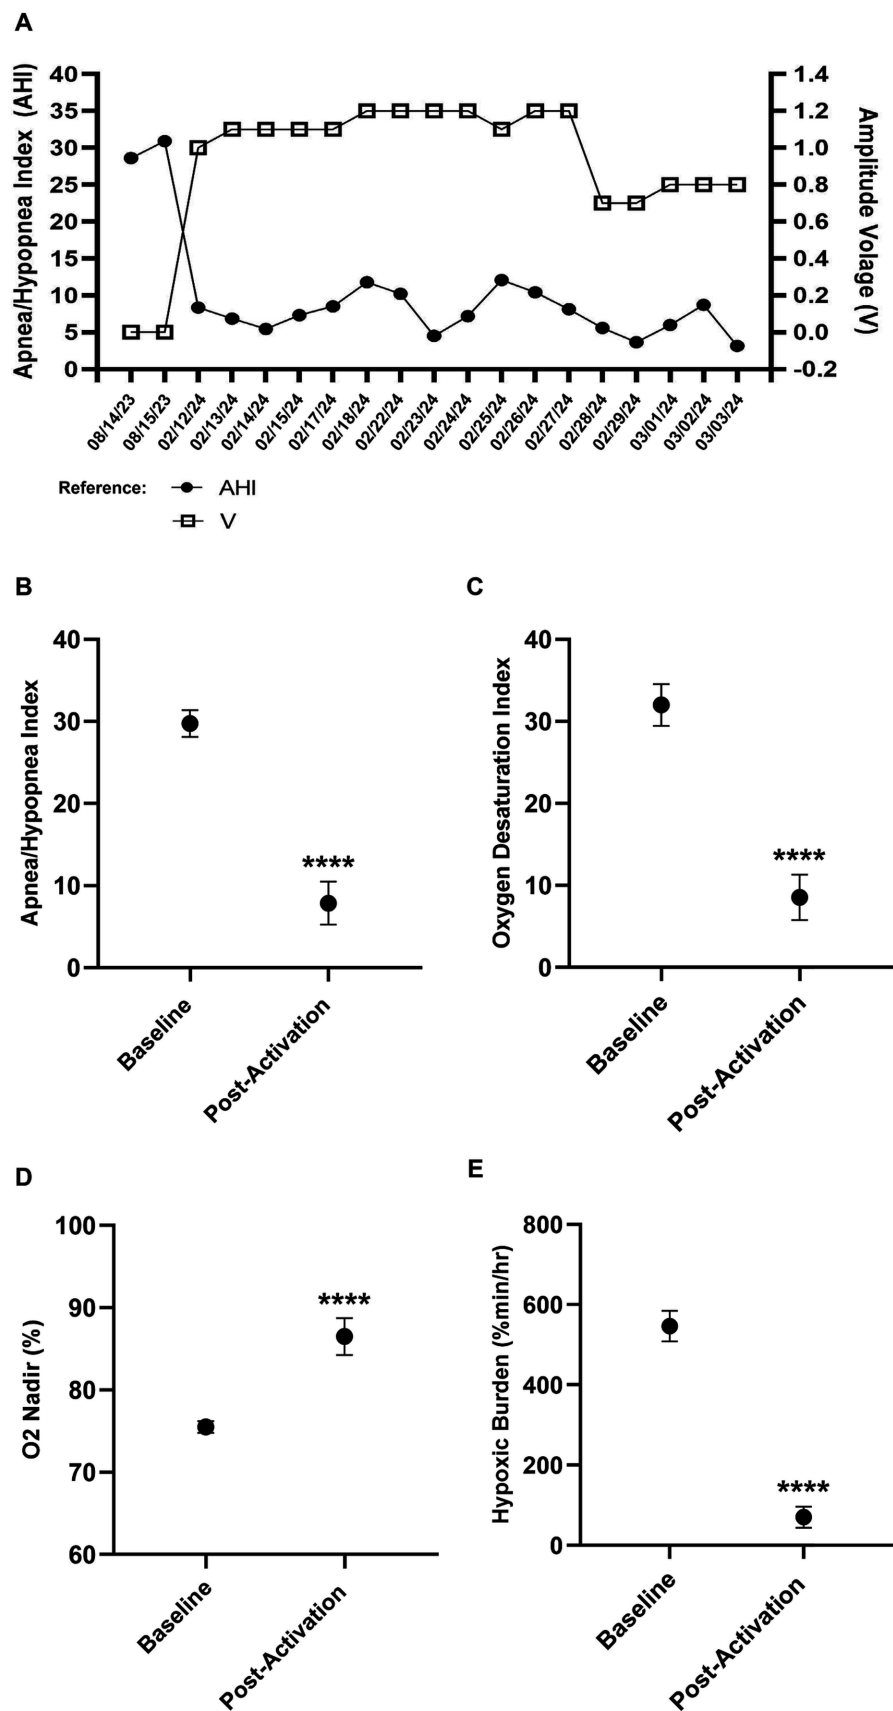 A
Apnea/Hypopnea Index (AHI)
40
35
30
25
20
15
10
5
0
1.4
1.2
1.0
0.8
0.6
0.4
0.2
0.0
-0.2
Amplitude Volage (V)
08/14/23
08/15/23
02/12/24
02/13/24
02/14/24
02/15/24
02/17/24
02/18/24
02/22/24
02/23/24
02/24/24
02/25/24
02/26/24
02/27/24
02/28/24
02/29/24
03/01/24
03/02/24
03/03/24
Reference:
AHI
V
B
Apnea/Hypopnea Index
40
30
20
10
0
****
Baseline
Post-Activation
C
Oxygen Desaturation Index
40
30
20
10
0
****
Baseline
Post-Activation
D
O2 Nadir (%)
100
90
80
70
60
****
Baseline
Post-Activation
E
Hypoxic Burden (%min/hr)
800
600
400
200
0
****
Baseline
Post-Activation